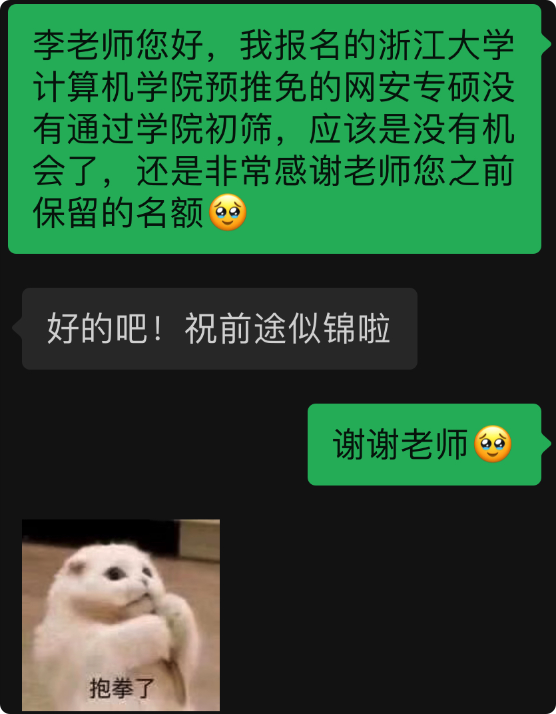 李老师您好，我报名的浙江大学
计算机学院预推免的网安专硕没
有通过学院初筛，应该是没有机
会了，还是非常感谢老师您之前
保留的名额🥹
好的吧！祝前途似锦啦
谢谢老师🥹
抱拳了